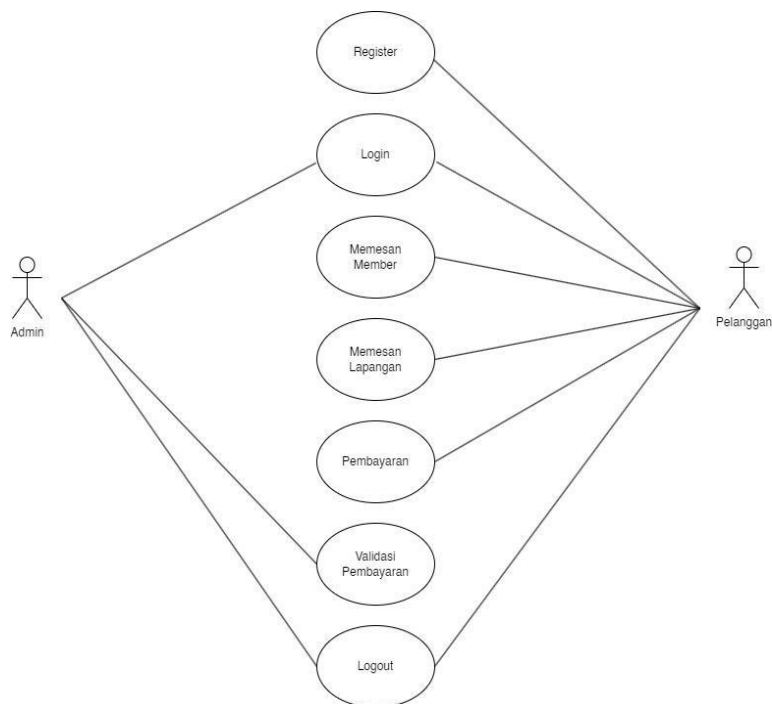 Register
Login
Memesan
Member
Admin
Pelanggan
Memesan
Lapangan
Pembayaran
Validasi
Pembayaran
Logout